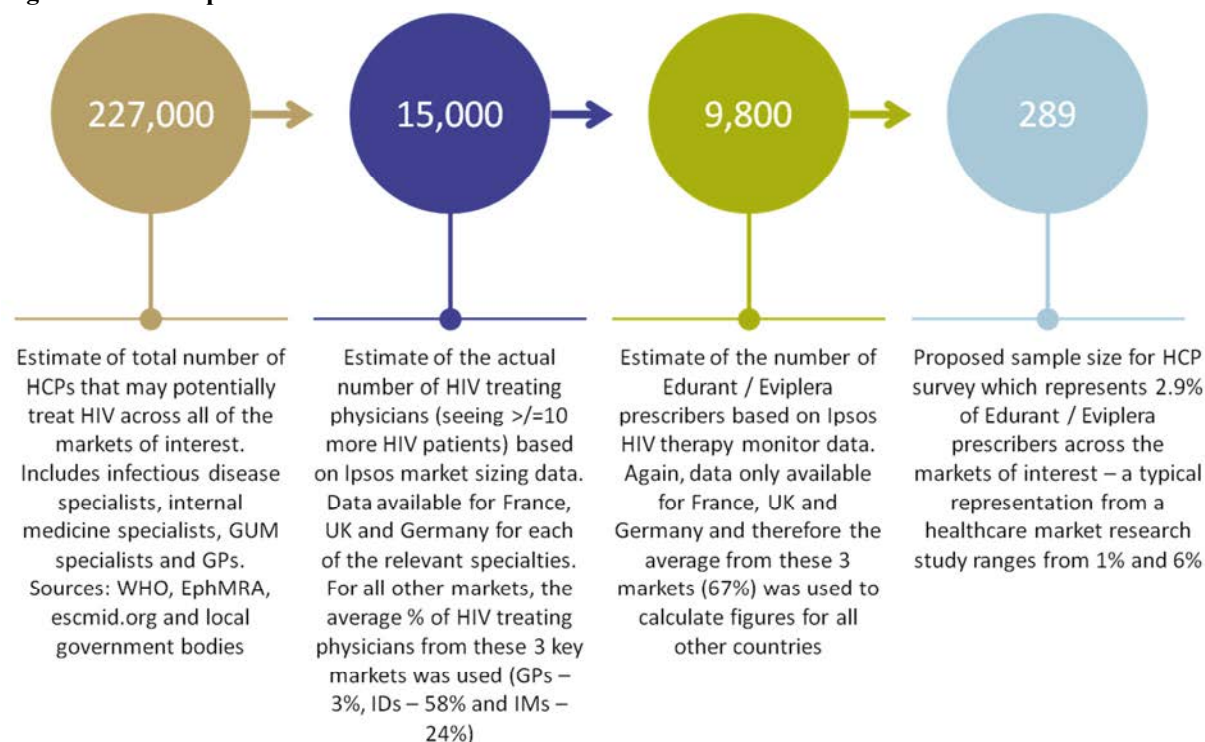 227,000
15,000
9,800
289
Estimate of total number of
HCPs that may potentially
treat HIV across all of the
markets of interest.
Includes infectious disease
specialists, internal
medicine specialists, GUM
specialists and GPs.
Sources: WHO, EphMRA,
escmid.org and local
government bodies
Estimate of the actual
number of HIV treating
physicians (seeing >/=10
more HIV patients) based
on Ipsos market sizing data.
Data available for France,
UK and Germany for each
of the relevant specialties.
For all other markets, the
average % of HIV treating
physicians from these 3 key
markets was used (GPs –
3%, IDs – 58% and IMs –
24%)
Estimate of the number of
Edurant / Eviplera
prescribers based on Ipsos
HIV therapy monitor data.
Again, data only available
for France, UK and
Germany and therefore the
average from these 3
markets (67%) was used to
calculate figures for all
other countries
Proposed sample size for HCP
survey which represents 2.9%
of Edurant / Eviplera
prescribers across the
markets of interest – a typical
representation from a
healthcare market research
study ranges from 1% and 6%